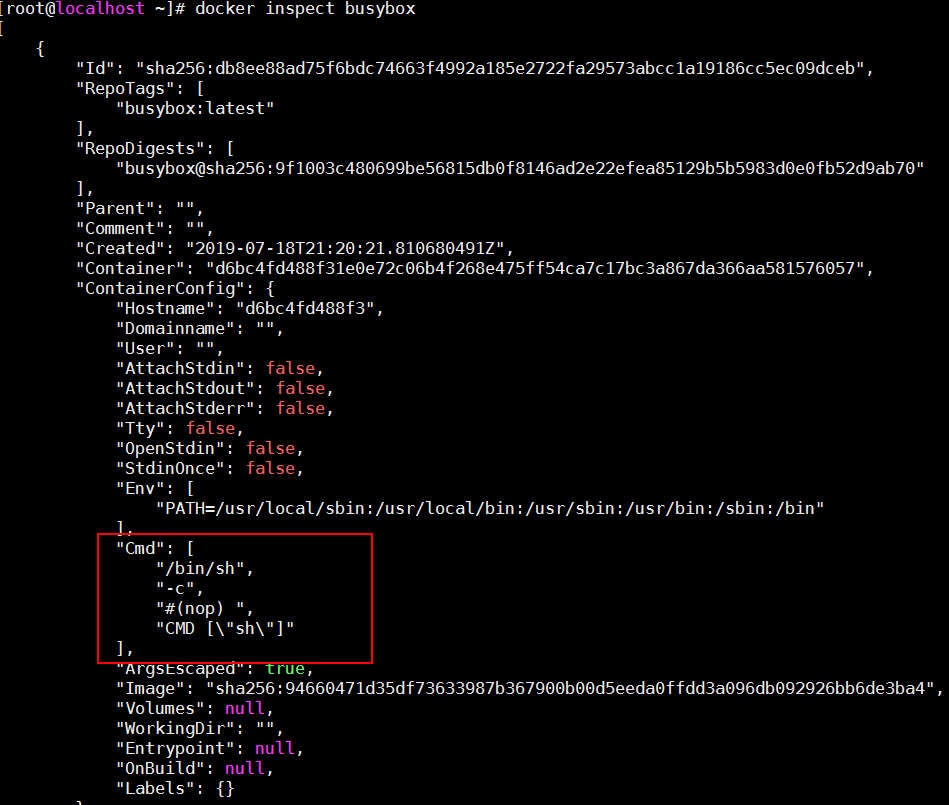 [root@localhost ~]# docker inspect busybox
[
    {
        "Id": "sha256:db8ee88ad75f6bdc74663f4992a185e2722fa29573abcc1a19186cc5ec09dceb",
        "RepoTags": [
            "busybox:latest"
        ],
        "RepoDigests": [
            "busybox@sha256:9f1003c480699be56815db0f8146ad2e22efea85129b5b5983d0e0fb52d9ab70"
        ],
        "Parent": "",
        "Comment": "",
        "Created": "2019-07-18T21:20:21.810680491Z",
        "Container": "d6bc4fd488f31e0e72c06b4f268e475ff54ca7c17bc3a867da366aa581576057",
        "ContainerConfig": {
            "Hostname": "d6bc4fd488f3",
            "Domainname": "",
            "User": "",
            "AttachStdin": false,
            "AttachStdout": false,
            "AttachStderr": false,
            "Tty": false,
            "OpenStdin": false,
            "StdinOnce": false,
            "Env": [
                "PATH=/usr/local/sbin:/usr/local/bin:/usr/sbin:/usr/bin:/sbin:/bin"
            ],
            "Cmd": [
                "/bin/sh",
                "-c",
                "#(nop) ",
                "CMD [\"sh\"]"
            ],
            "ArgsEscaped": true,
            "Image": "sha256:94660471d35df73633987b367900b00d5eeda0ffdd3a096db092926bb6de3ba4",
            "Volumes": null,
            "WorkingDir": "",
            "Entrypoint": null,
            "OnBuild": null,
            "Labels": {}
        }